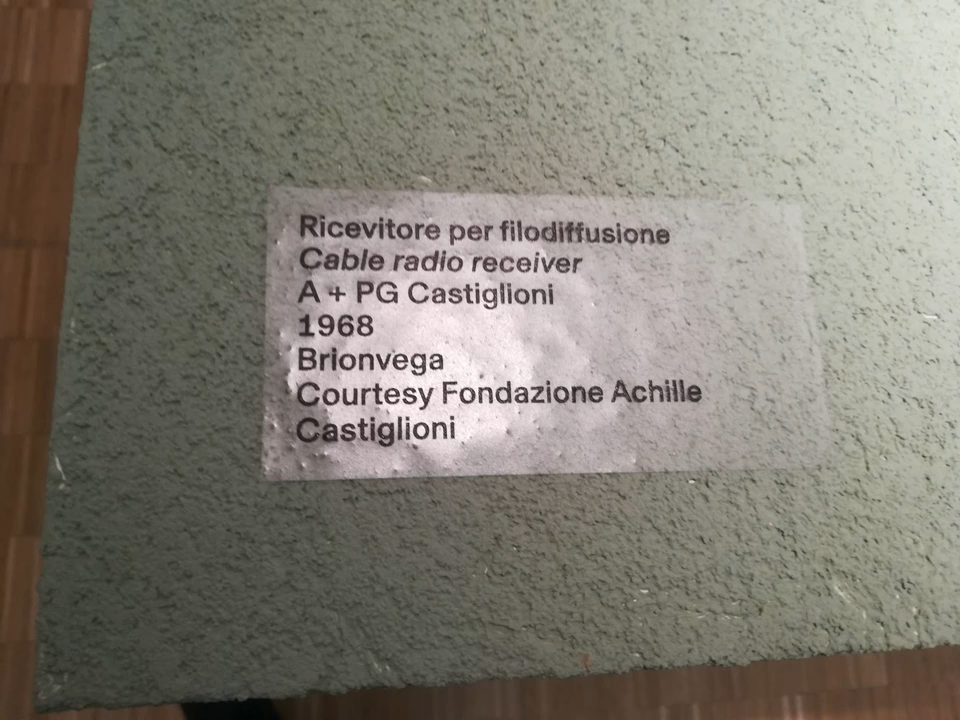 Ricevitore per filodiffusione
Cable radio receiver
A + PG Castiglioni
1968
Brionvega
Courtesy Fondazione Achille
Castiglioni